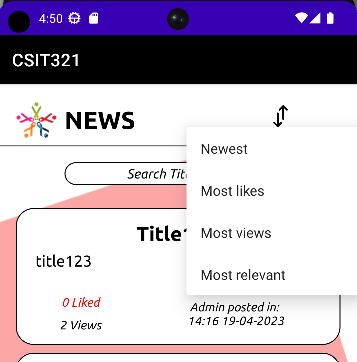 4:50
CSIT321
NEWS
Newest
Search
Most likes
Most views
title123
Most relevant
0 Liked
Admin posted in:
2 Views
14:16 19-04-2023